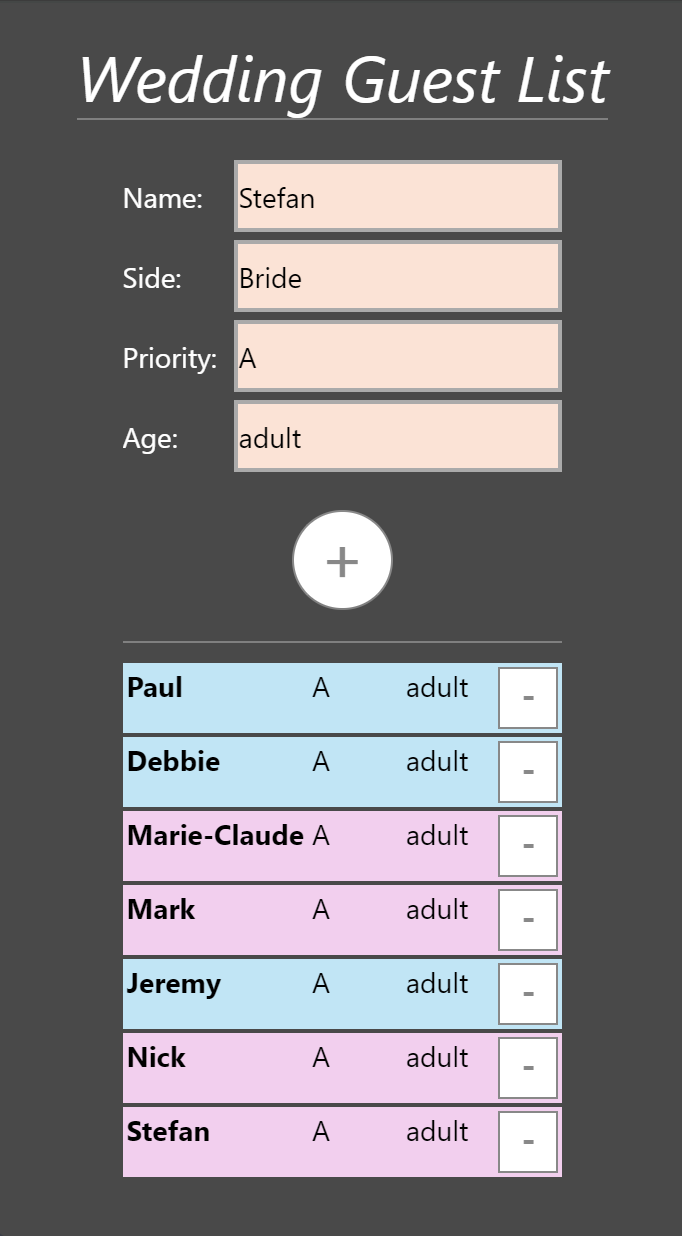 Wedding Guest List
Name: Stefan
Side: Bride
Priority: A
Age: adult
+
Paul A adult -
Debbie A adult -
Marie-Claude A adult -
Mark A adult -
Jeremy A adult -
Nick A adult -
Stefan A adult -